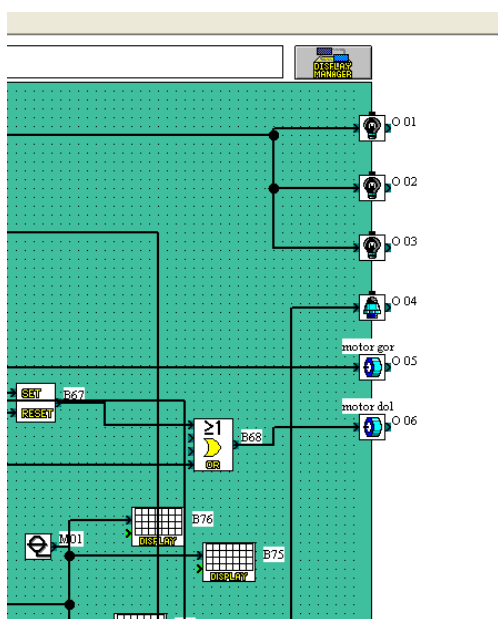 DISPLAY
MANAGER
O 01
O 02
O 03
O 04
motor gor
O 05
SET
RESET
B67
motor dol
O 06
≥1
OR
B68
M01
DISPLAY
B76
DISPLAY
B75